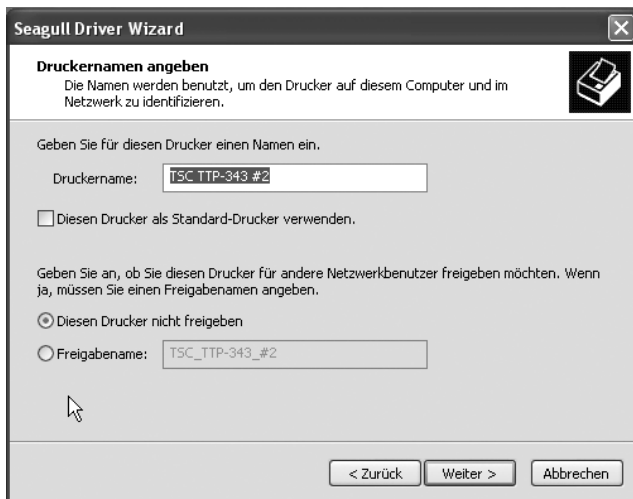 Seagull Driver Wizard
Druckernamen angeben
Die Namen werden benutzt, um den Drucker auf diesem Computer und im
Netzwerk zu identifizieren.
Geben Sie für diesen Drucker einen Namen ein.
Druckername: TSC TTP-343 #2
Diesen Drucker als Standard-Drucker verwenden.
Geben Sie an, ob Sie diesen Drucker für andere Netzwerkbenutzer freigeben möchten. Wenn
ja, müssen Sie einen Freigabenamen angeben.
Diesen Drucker nicht freigeben
Freigabename: TSC_TTP-343_#2
< Zurück Weiter > Abbrechen